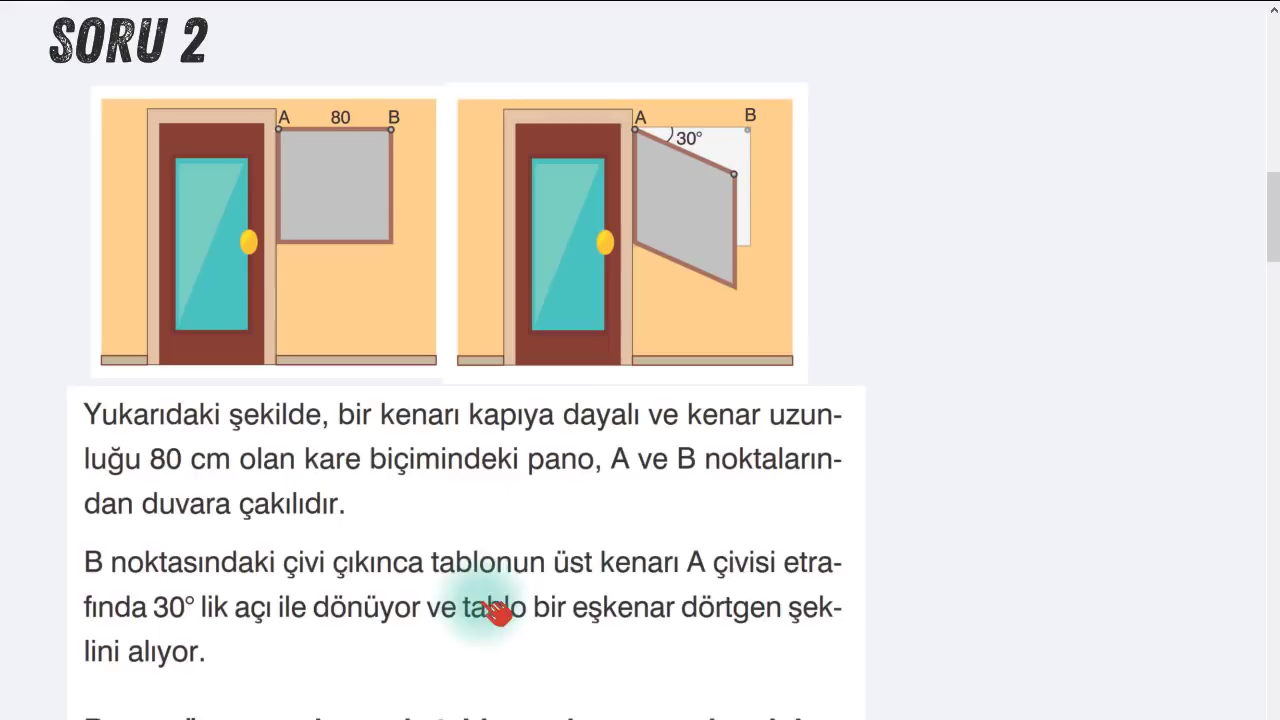 SORU 2
A 80 B
A B
30°
Yukarıdaki şekilde, bir kenarı kapıya dayalı ve kenar uzun-
luğu 80 cm olan kare biçimindeki pano, A ve B noktaların-
dan duvara çakılıdır.
B noktasındaki çivi çıkınca tablonun üst kenarı A çivisi etra-
fında 30° lik açı ile dönüyor ve tablo bir eşkenar dörtgen şek-
lini alıyor.